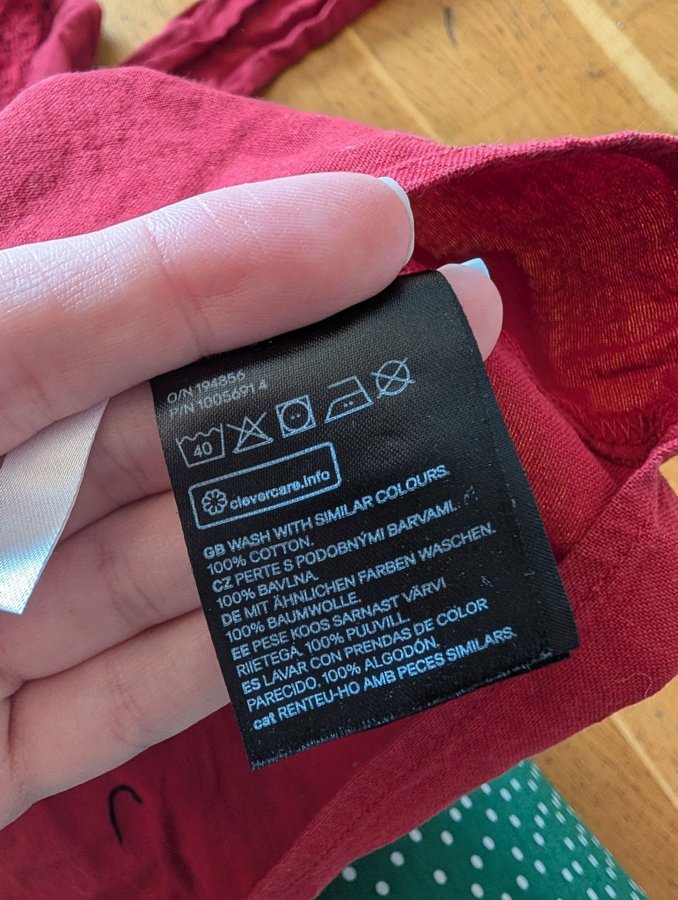 O/N 194856
P/N 1005691 4
40
clevercare.info
GB WASH WITH SIMILAR COLOURS.
100% COTTON.
CZ PERTE S PODOBNÝMI BARVAMI.
100% BAVLNA.
DE MIT ÄHNLICHEN FARBEN WASCHEN.
100% BAUMWOLLE.
EE PESE KOOS SARNAST VÄRVI
RIIETEGA. 100% PUUVILL.
ES LAVAR CON PRENDAS DE COLOR
PARECIDO. 100% ALGODÓN.
cat RENTEU-HO AMB PECES SIMILARS.